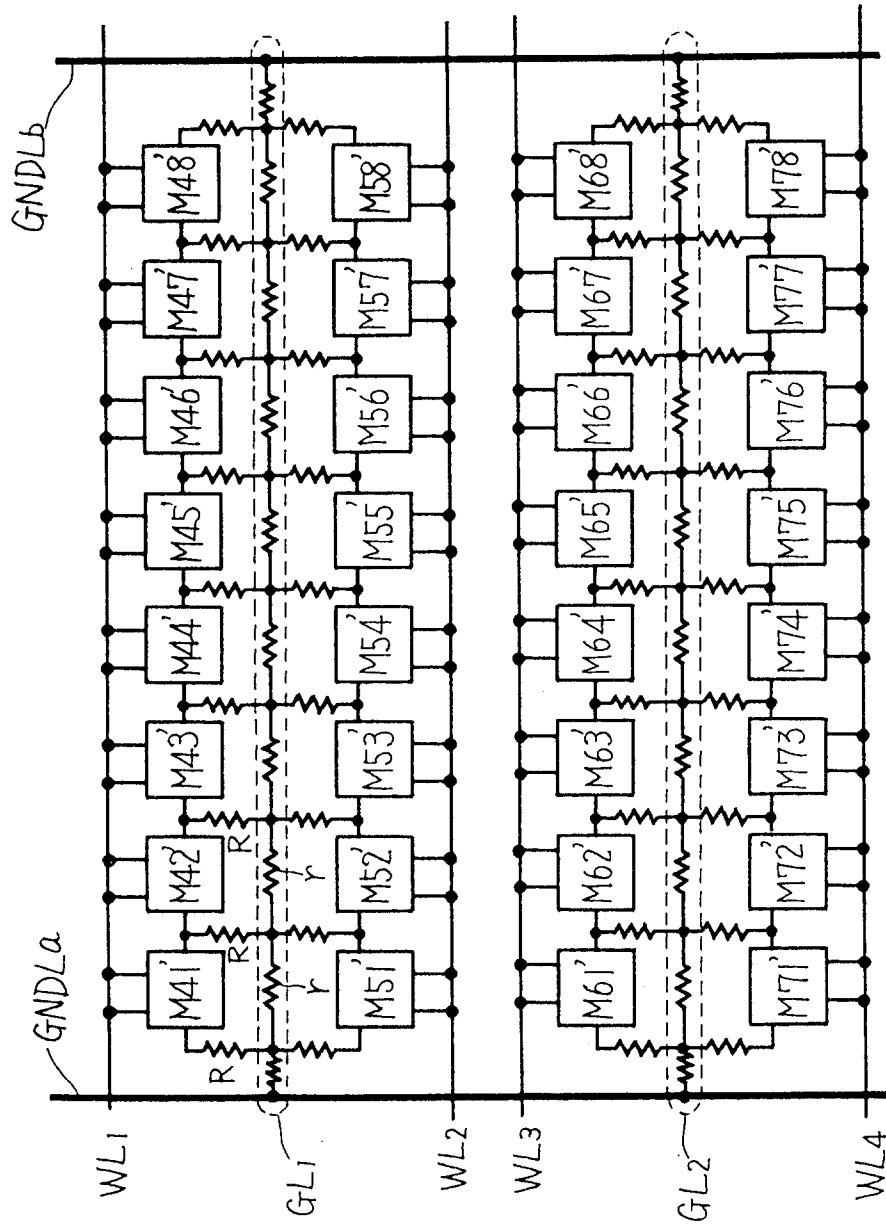 GNDLa
GNDLb
WL1
M41' M42' M43' M44' M45' M46' M47' M48'
R R R
GL1
r r
M51' M52' M53' M54' M55' M56' M57' M58'
WL2
WL3
M61' M62' M63' M64' M65' M66' M67' M68'
GL2
M71' M72' M73' M74' M75' M76' M77' M78'
WL4